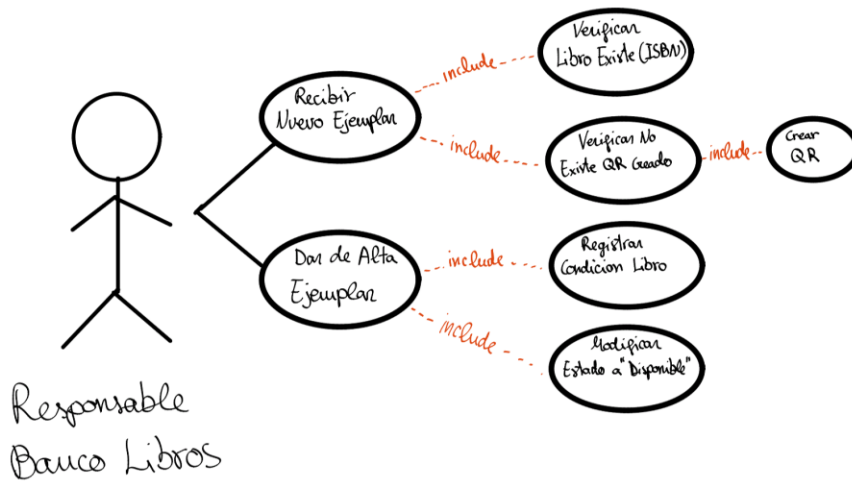 Verificar
Libro Existe (ISBN)
include
Recibir
Nuevo Ejemplar
include
Verificar No
Existe QR Creado
include
Crear
QR
Dar de Alta
Ejemplar
include
Registrar
Condicion Libro
include
Modificar
Estado a "Disponible"
Responsable
Banco Libros